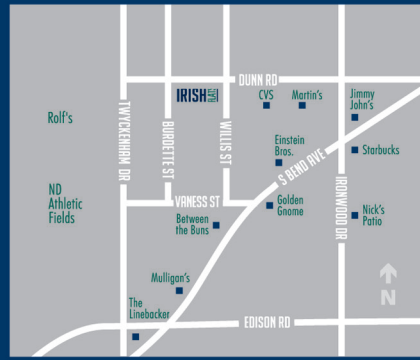 DUNN RD
IRISH
ROW
CVS
Martin's
Jimmy
John's
Rolf's
TWYCKENHAM DR
BURDETTE ST
WILLIS ST
Einstein
Bros.
S BEND AVE
Starbucks
IRONWOOD DR
ND
Athletic
Fields
VANESS ST
Between
the Buns
Golden
Gnome
Nick's
Patio
Mulligan's
N
The
Linebacker
EDISON RD